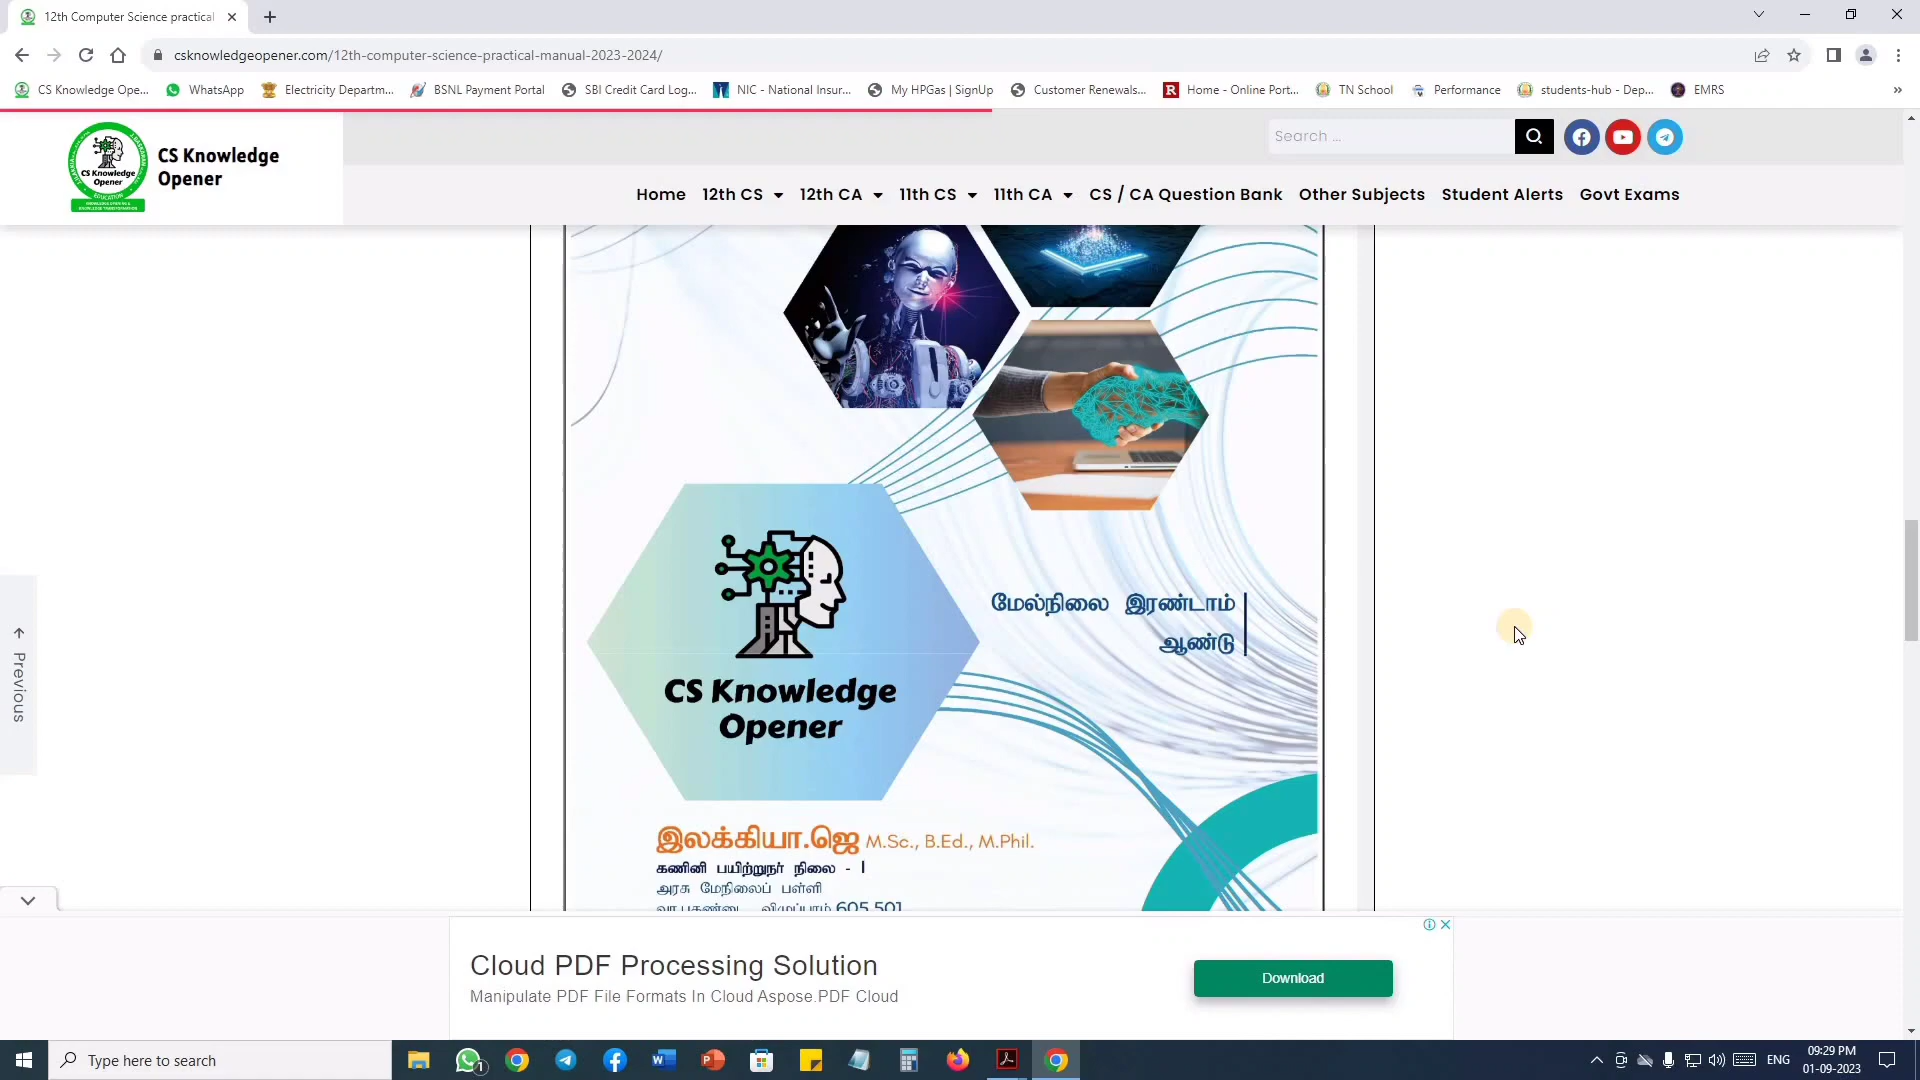 12th Computer Science practical
csknowledgeopener.com/12th-computer-science-practical-manual-2023-2024/
CS Knowledge Ope... WhatsApp Electricity Departm... BSNL Payment Portal SBI Credit Card Log... NIC - National Insur... My HPGas | SignUp Customer Renewals... Home - Online Port... TN School Performance students-hub - Dep... EMRS
CS Knowledge
Opener
CS Knowledge
Opener
Search ...
Home 12th CS 12th CA 11th CS 11th CA CS / CA Question Bank Other Subjects Student Alerts Govt Exams
மேல்நிலை இரண்டாம்
ஆண்டு
CS Knowledge
Opener
இலக்கியா.ஜெ M.Sc., B.Ed., M.Phil.
கணினி பயிற்றுநர் நிலை - I
அரசு மேநிலைப் பள்ளி
605 501
Previous
Cloud PDF Processing Solution
Manipulate PDF File Formats In Cloud Aspose.PDF Cloud
Download
Type here to search
1
ENG
09:29 PM
01-09-2023